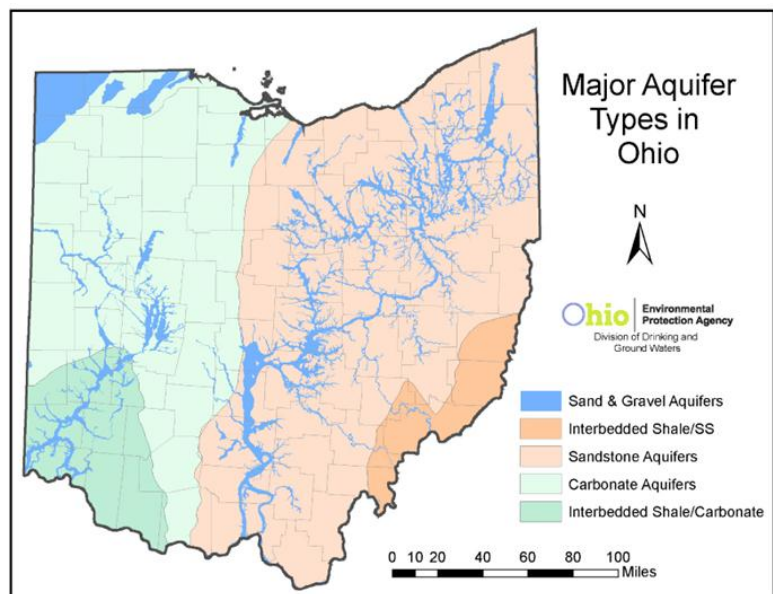 Major Aquifer
Types in
Ohio
N
Ohio
Environmental
Protection Agency
Division of Drinking and
Ground Waters
Sand & Gravel Aquifers
Interbedded Shale/SS
Sandstone Aquifers
Carbonate Aquifers
Interbedded Shale/Carbonate
0 10 20 40 60 80 100
Miles